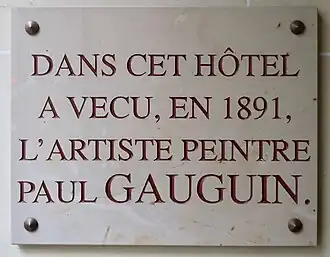 DANS CET HÔTEL
A VECU, EN 1891,
L'ARTISTE PEINTRE
PAUL GAUGUIN.